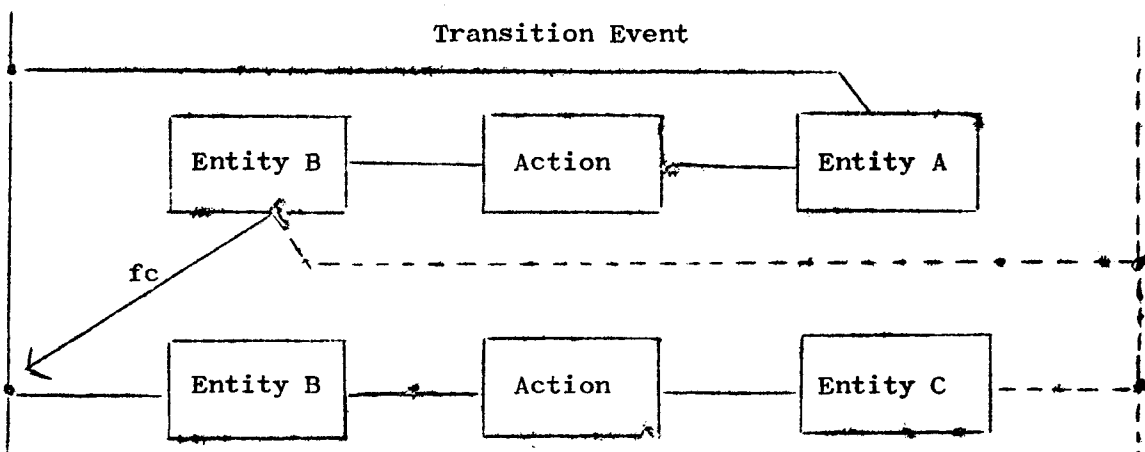 Transition Event
Entity B
Action
Entity A
fc
Entity B
Action
Entity C